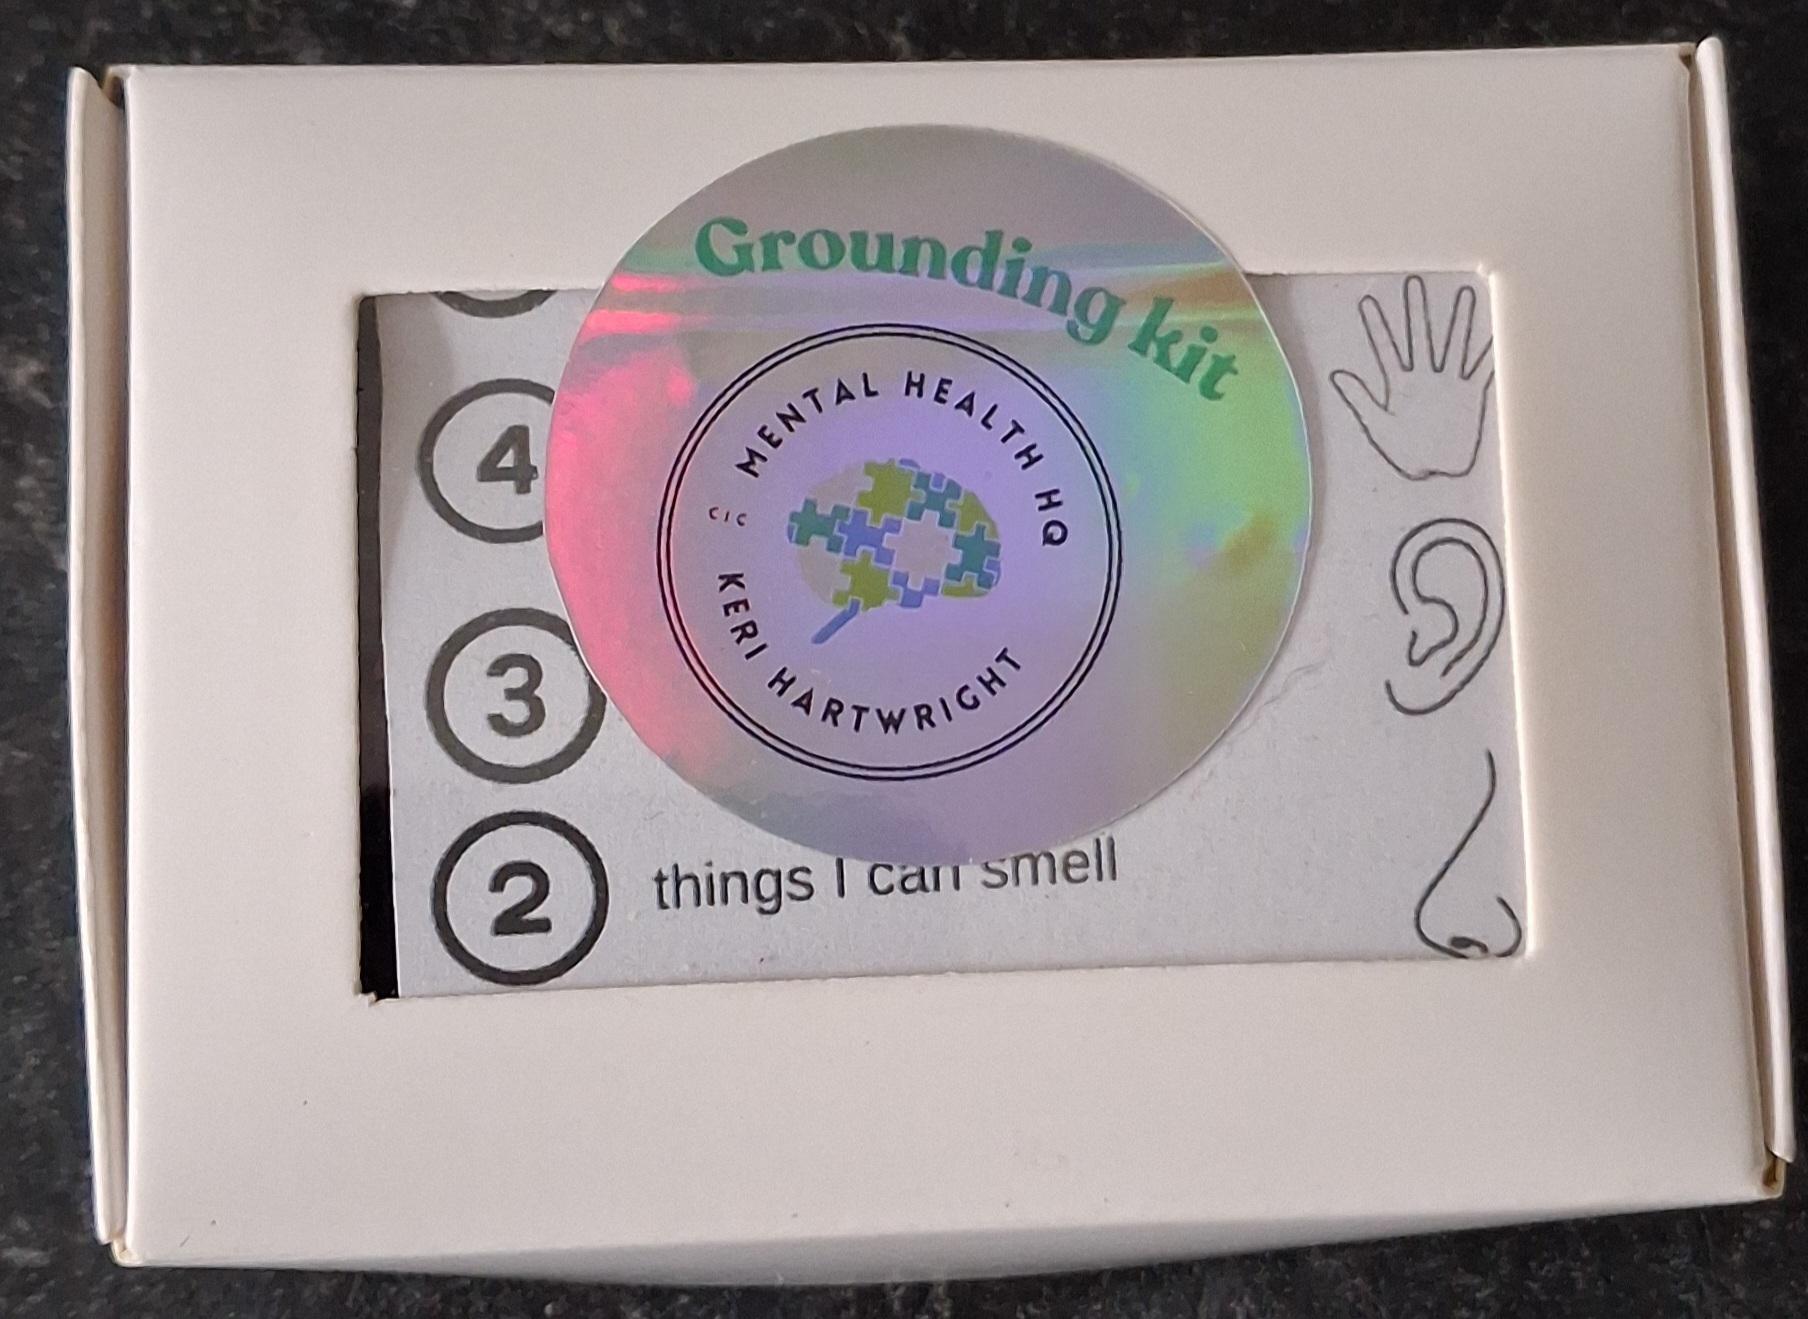 Grounding kit
MENTAL HEALTH HQ
CIC
KERI HARTWRIGHT
4
3
2 things I can smell